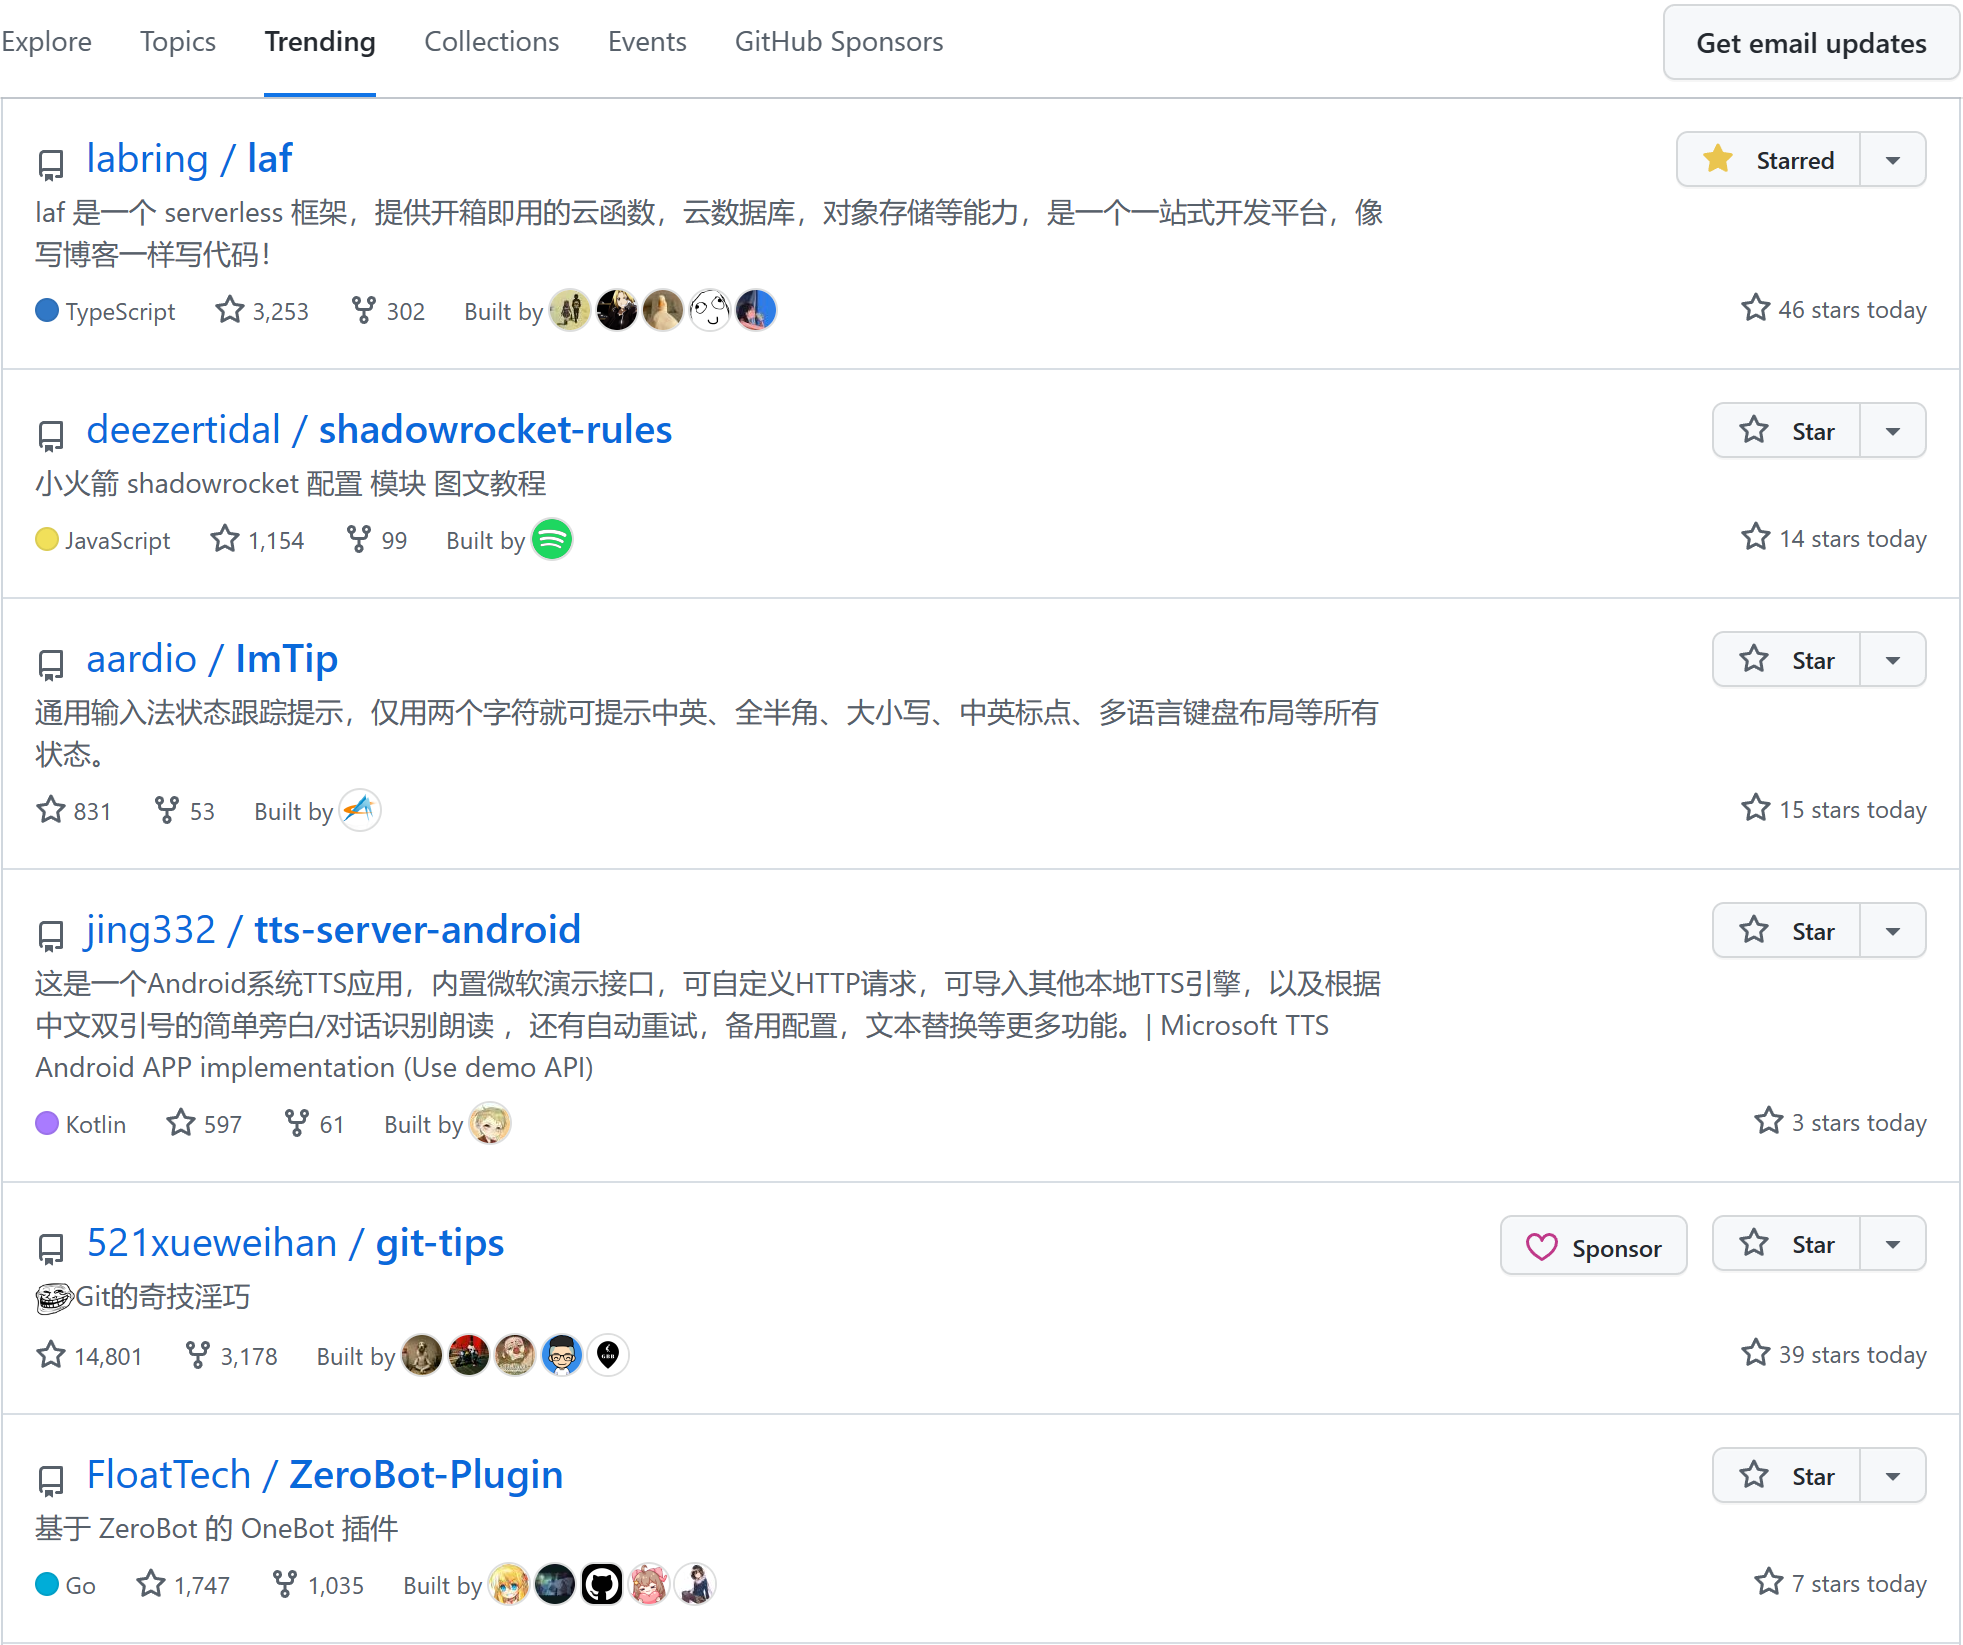 Explore Topics Trending Collections Events GitHub Sponsors Get email updates
labring / laf Starred
laf 是一个 serverless 框架，提供开箱即用的云函数，云数据库，对象存储等能力，是一个一站式开发平台，像
写博客一样写代码！
TypeScript 3,253 302 Built by 46 stars today
deezertidal / shadowrocket-rules Star
小火箭 shadowrocket 配置 模块 图文教程
JavaScript 1,154 99 Built by 14 stars today
aardio / ImTip Star
通用输入法状态跟踪提示，仅用两个字符就可提示中英、全半角、大小写、中英标点、多语言键盘布局等所有
状态。
831 53 Built by 15 stars today
jing332 / tts-server-android Star
这是一个Android系统TTS应用，内置微软演示接口，可自定义HTTP请求，可导入其他本地TTS引擎，以及根据
中文双引号的简单旁白/对话识别朗读 ，还有自动重试，备用配置，文本替换等更多功能。| Microsoft TTS
Android APP implementation (Use demo API)
Kotlin 597 61 Built by 3 stars today
521xueweihan / git-tips Sponsor Star
Git的奇技淫巧
14,801 3,178 Built by 39 stars today
FloatTech / ZeroBot-Plugin Star
基于 ZeroBot 的 OneBot 插件
Go 1,747 1,035 Built by 7 stars today